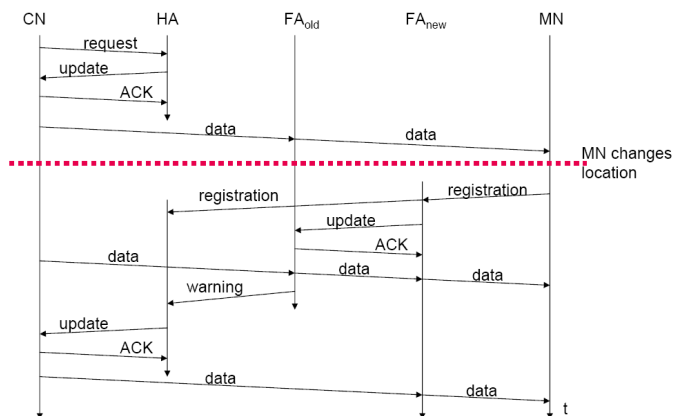 CN HA FAold FAnew MN
request
update
ACK
data data
MN changes
location
registration registration
update
ACK
data data data
warning
update
ACK
data data
t